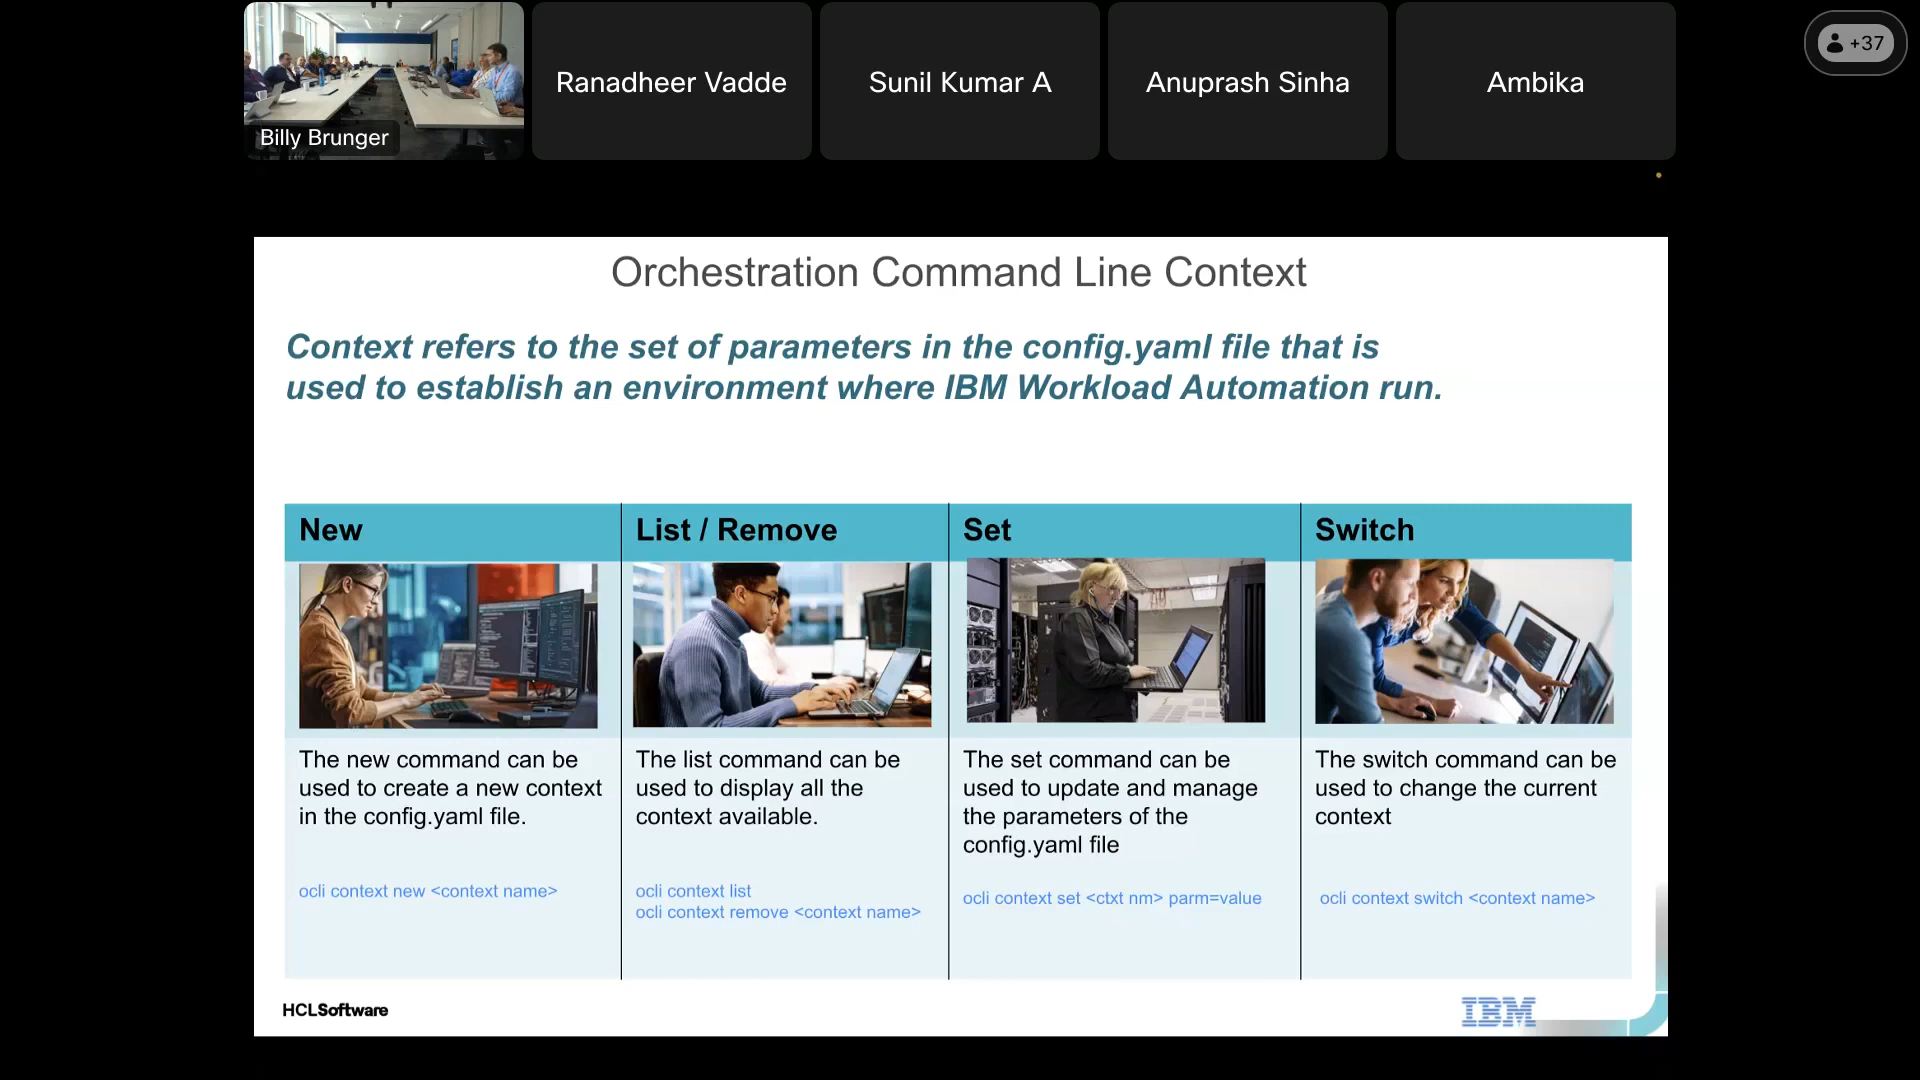 Billy Brunger
Ranadheer Vadde
Sunil Kumar A
Anuprash Sinha
Ambika
+37
Orchestration Command Line Context
Context refers to the set of parameters in the config.yaml file that is
used to establish an environment where IBM Workload Automation run.
New
List / Remove
Set
Switch
The new command can be
used to create a new context
in the config.yaml file.
ocli context new <context name>
The list command can be
used to display all the
context available.
ocli context list
ocli context remove <context name>
The set command can be
used to update and manage
the parameters of the
config.yaml file
ocli context set <ctxt nm> parm=value
The switch command can be
used to change the current
context
ocli context switch <context name>
HCLSoftware
IBM